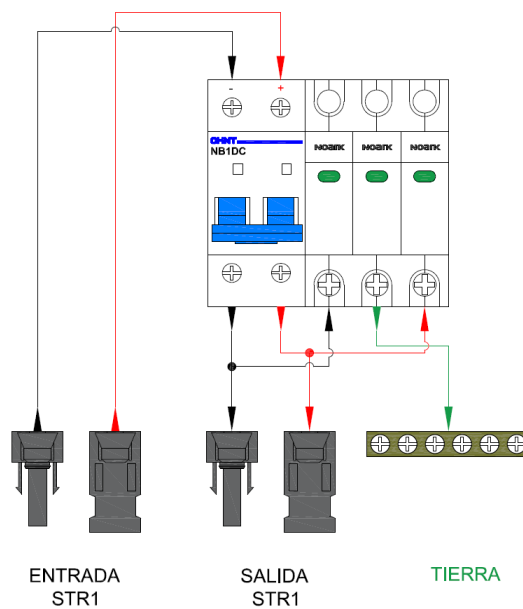 - +
CHNT
NB1DC
NOARK NOARK NOARK
ENTRADA SALIDA TIERRA
STR1 STR1